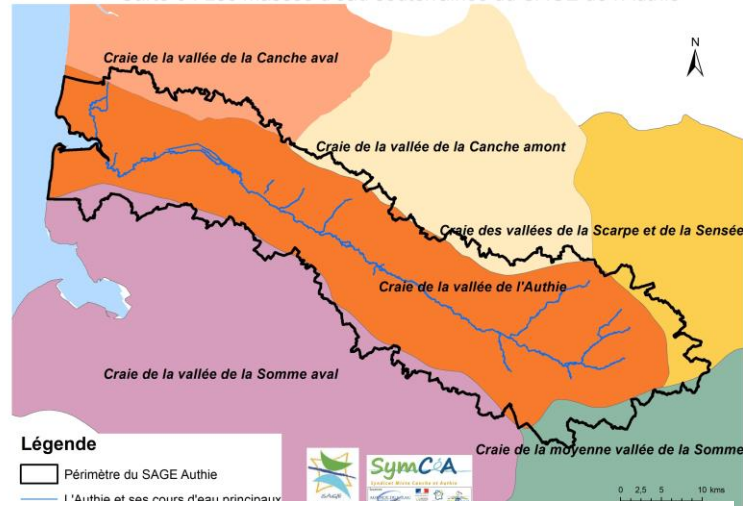 Craie de la vallée de la Canche aval
N
Craie de la vallée de la Canche amont
Craie des vallées de la Scarpe et de la Sensée
Craie de la vallée de l'Authie
Craie de la vallée de la Somme aval
Craie de la moyenne vallée de la Somme
Légende
Périmètre du SAGE Authie
L'Authie et ses cours d'eau principaux
SAGE
SymCéA
Syndicat Mixte Canche et Authie
0 2,5 5 10 kms